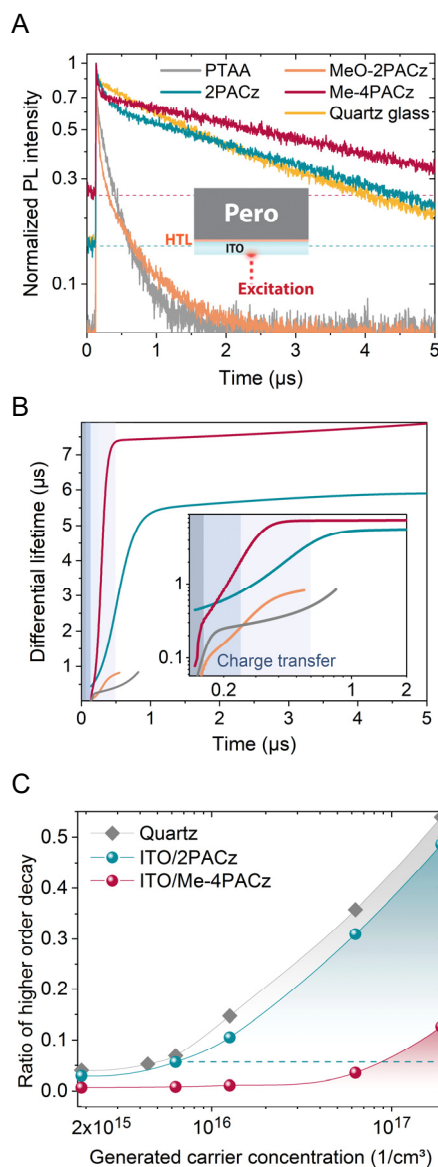 A
PTAA
MeO-2PACz
2PACz
Me-4PACz
Quartz glass
Normalized PL intensity
0.7
0.5
0.3
0.1
Pero
HTL
ITO
Excitation
0 1 2 3 4 5
Time (µs)
B
Differential lifetime (µs)
7
6
5
4
3
2
1
1
0.1
Charge transfer
0.2 1 2
0 1 2 3 4 5
Time (µs)
C
Ratio of higher order decay
0.5
0.4
0.3
0.2
0.1
0.0
Quartz
ITO/2PACz
ITO/Me-4PACz
2x10¹⁵ 10¹⁶ 10¹⁷
Generated carrier concentration (1/cm³)